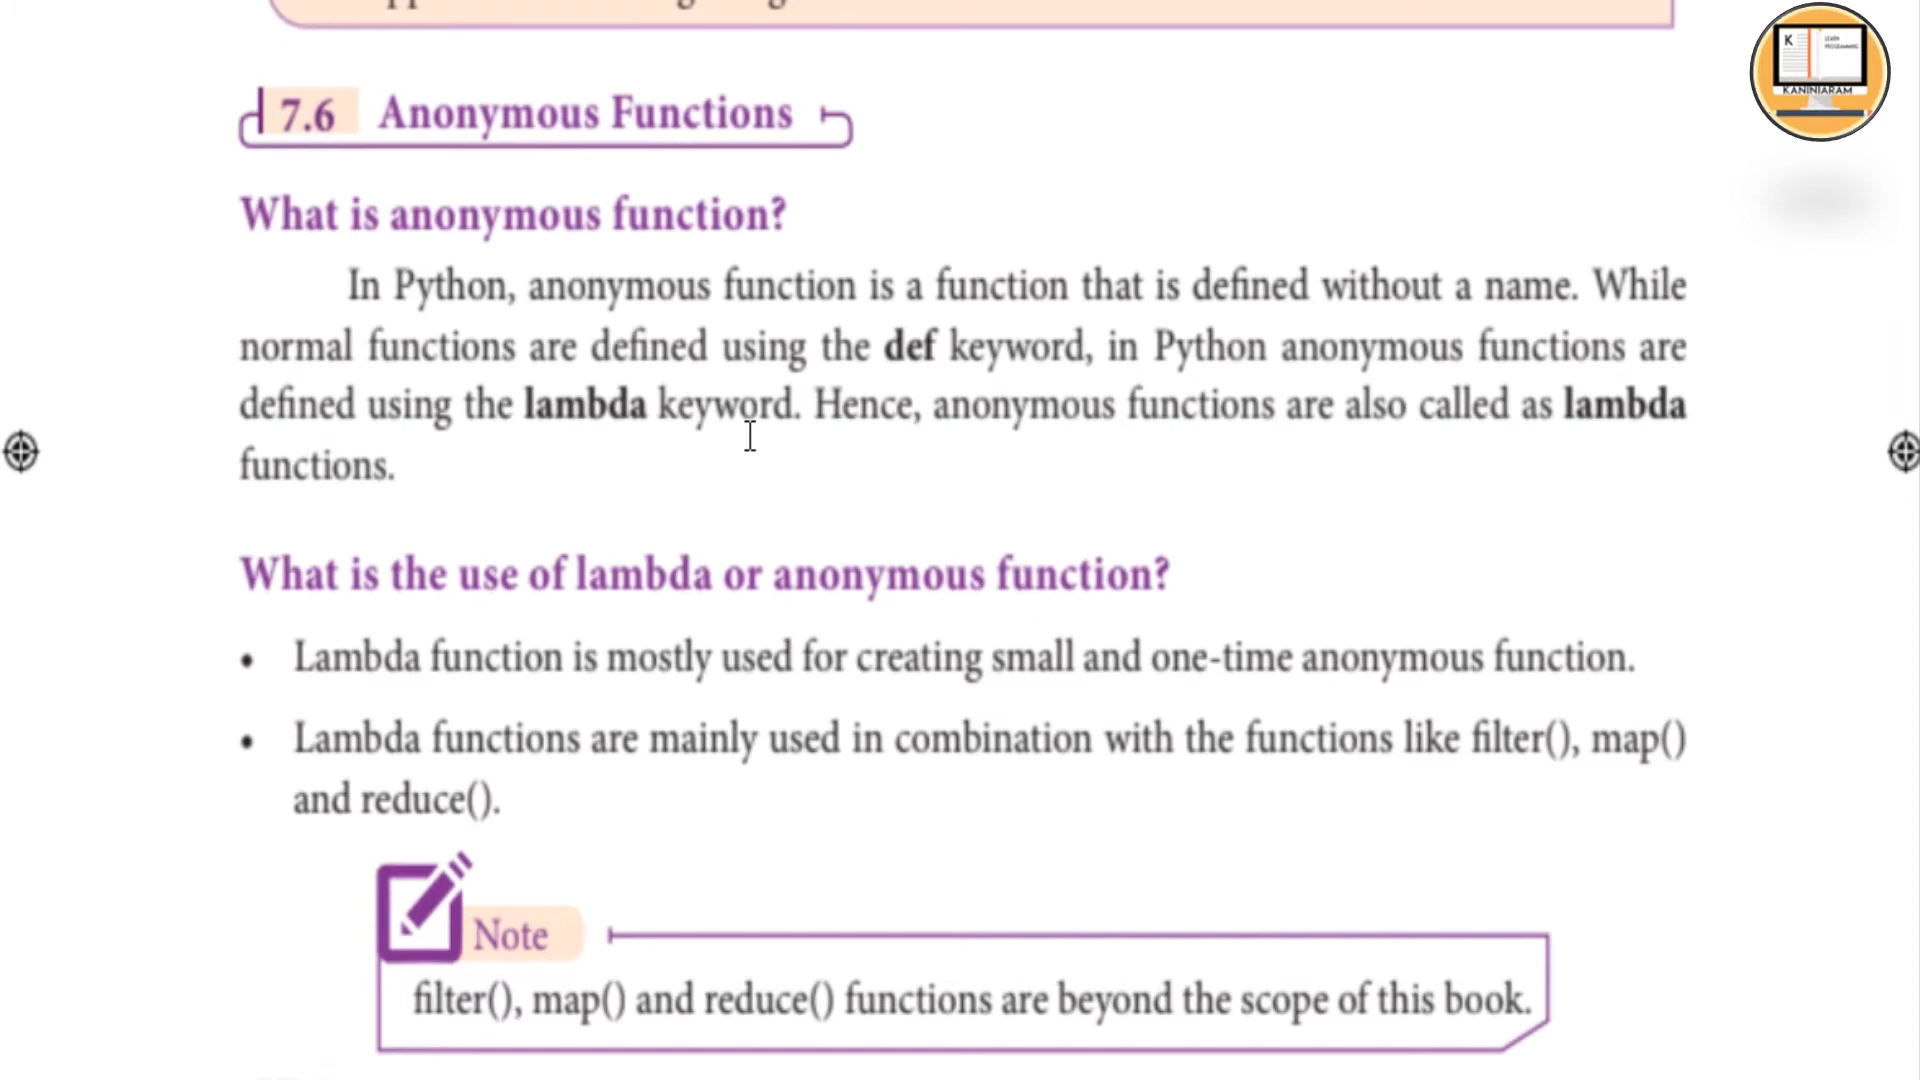 K
LEARN
PROGRAMMING
KANINIARAM
7.6 Anonymous Functions
What is anonymous function?
In Python, anonymous function is a function that is defined without a name. While
normal functions are defined using the def keyword, in Python anonymous functions are
defined using the lambda keyword. Hence, anonymous functions are also called as lambda
functions.
What is the use of lambda or anonymous function?
• Lambda function is mostly used for creating small and one-time anonymous function.
• Lambda functions are mainly used in combination with the functions like filter(), map()
and reduce().
Note
filter(), map() and reduce() functions are beyond the scope of this book.